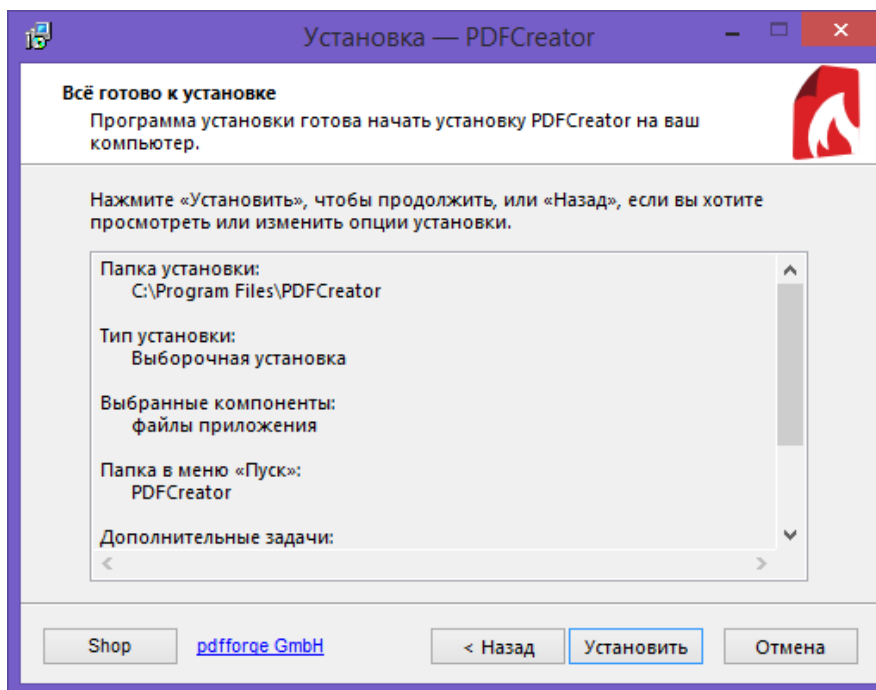 Установка — PDFCreator
Всё готово к установке
Программа установки готова начать установку PDFCreator на ваш
компьютер.
Нажмите «Установить», чтобы продолжить, или «Назад», если вы хотите
просмотреть или изменить опции установки.
Папка установки:
C:\Program Files\PDFCreator
Тип установки:
Выборочная установка
Выбранные компоненты:
файлы приложения
Папка в меню «Пуск»:
PDFCreator
Дополнительные задачи:
Shop pdfforge GmbH < Назад Установить Отмена